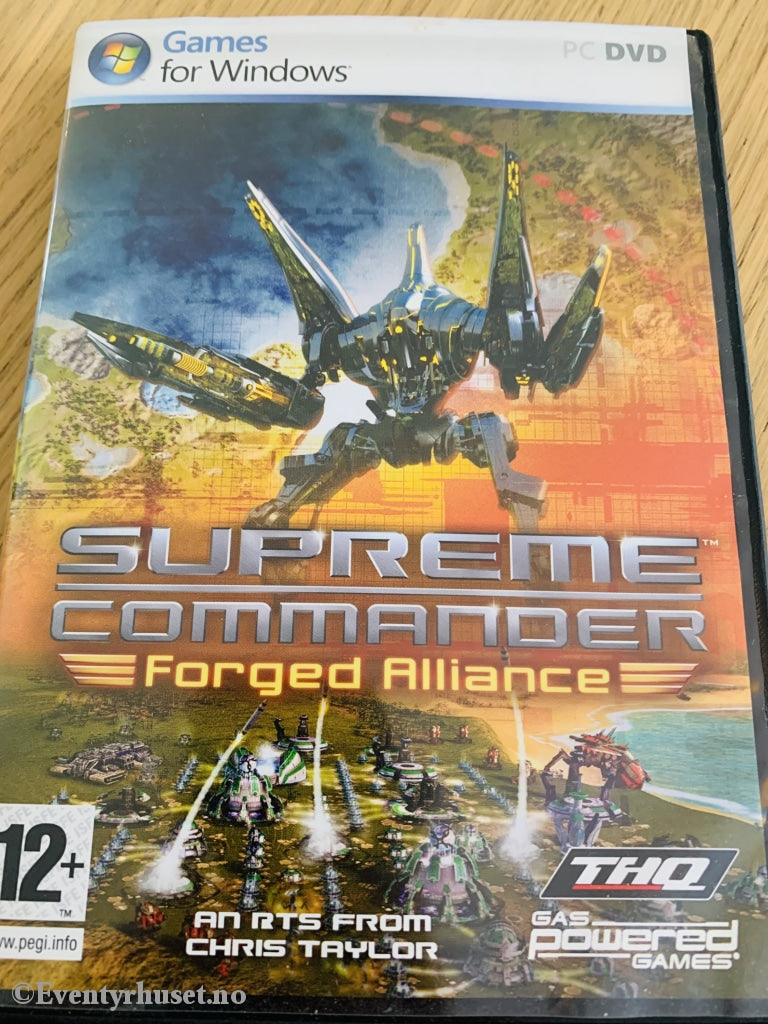 Games
for Windows
PC DVD
SUPREME™
COMMANDER
Forged Alliance
12+
™
www.pegi.info
AN RTS FROM
CHRIS TAYLOR
THQ
GAS
powered
GAMES®
©Eventyrhuset.no